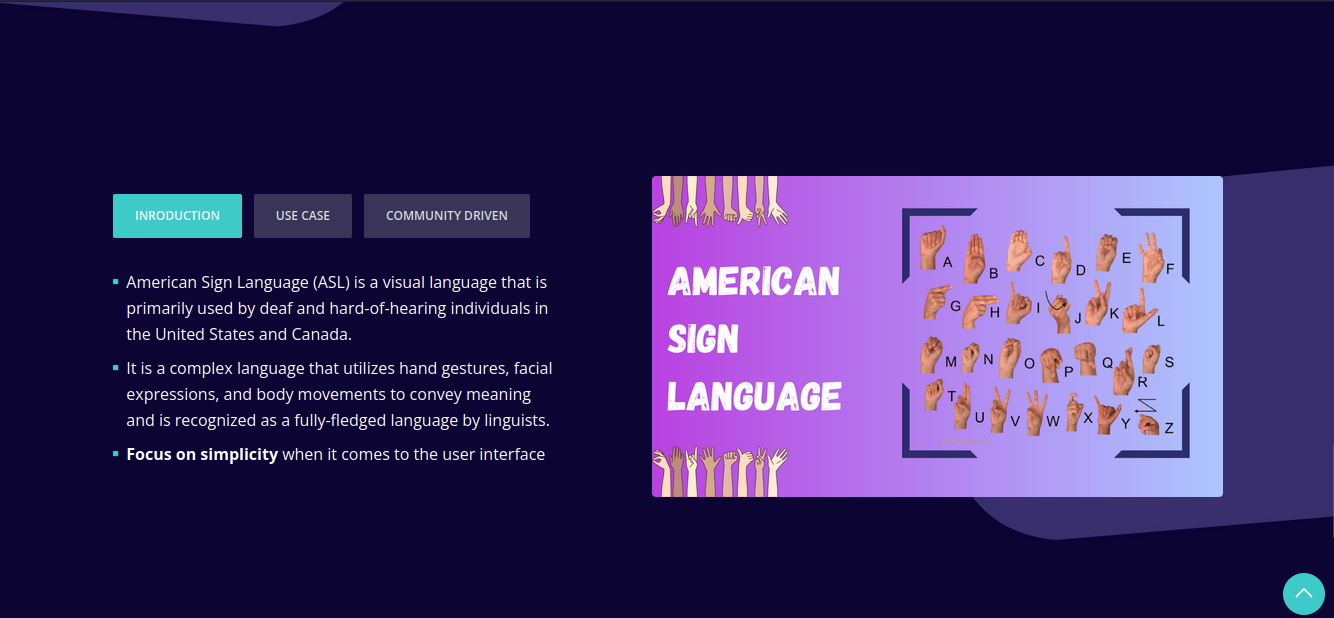 INRODUCTION
USE CASE
COMMUNITY DRIVEN
American Sign Language (ASL) is a visual language that is
primarily used by deaf and hard-of-hearing individuals in
the United States and Canada.
It is a complex language that utilizes hand gestures, facial
expressions, and body movements to convey meaning
and is recognized as a fully-fledged language by linguists.
Focus on simplicity when it comes to the user interface
AMERICAN
SIGN
LANGUAGE
A B C D E F
G H I J K L
M N O P Q R S
T U V W X Y Z